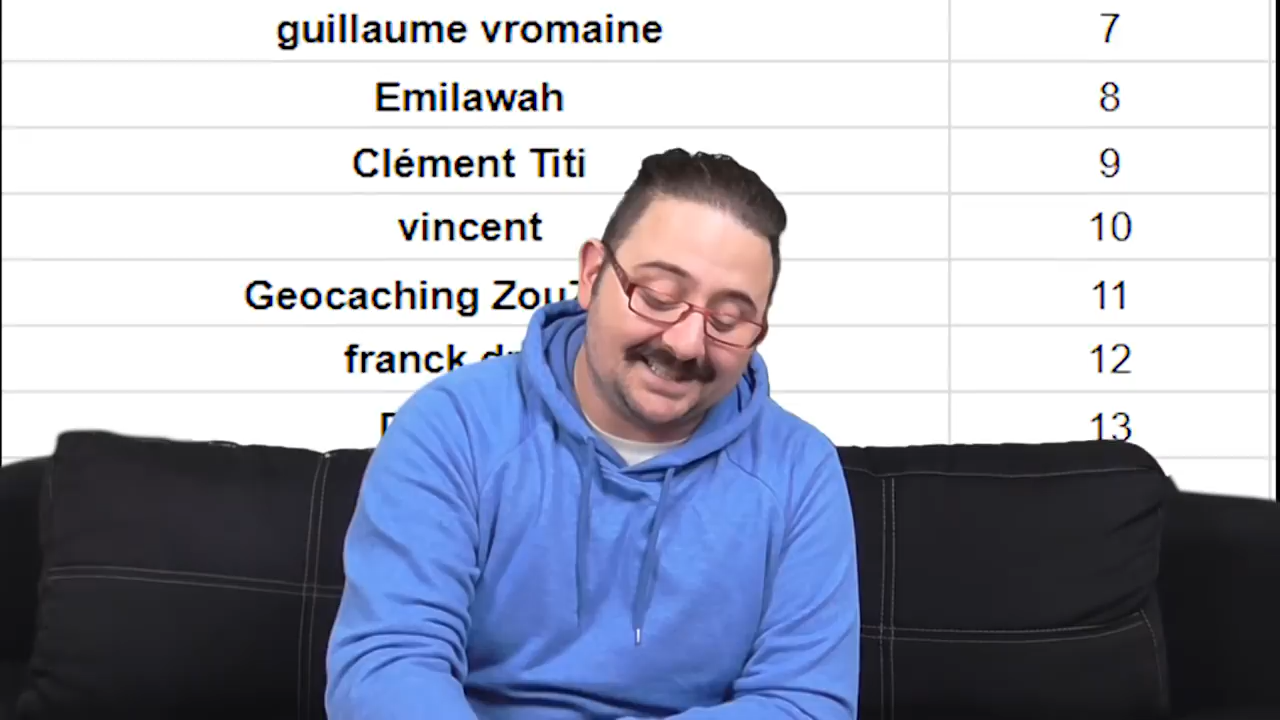 guillaume vromaine 7
Emilawah 8
Clément Titi 9
vincent 10
Geocaching 11
franck 12
13